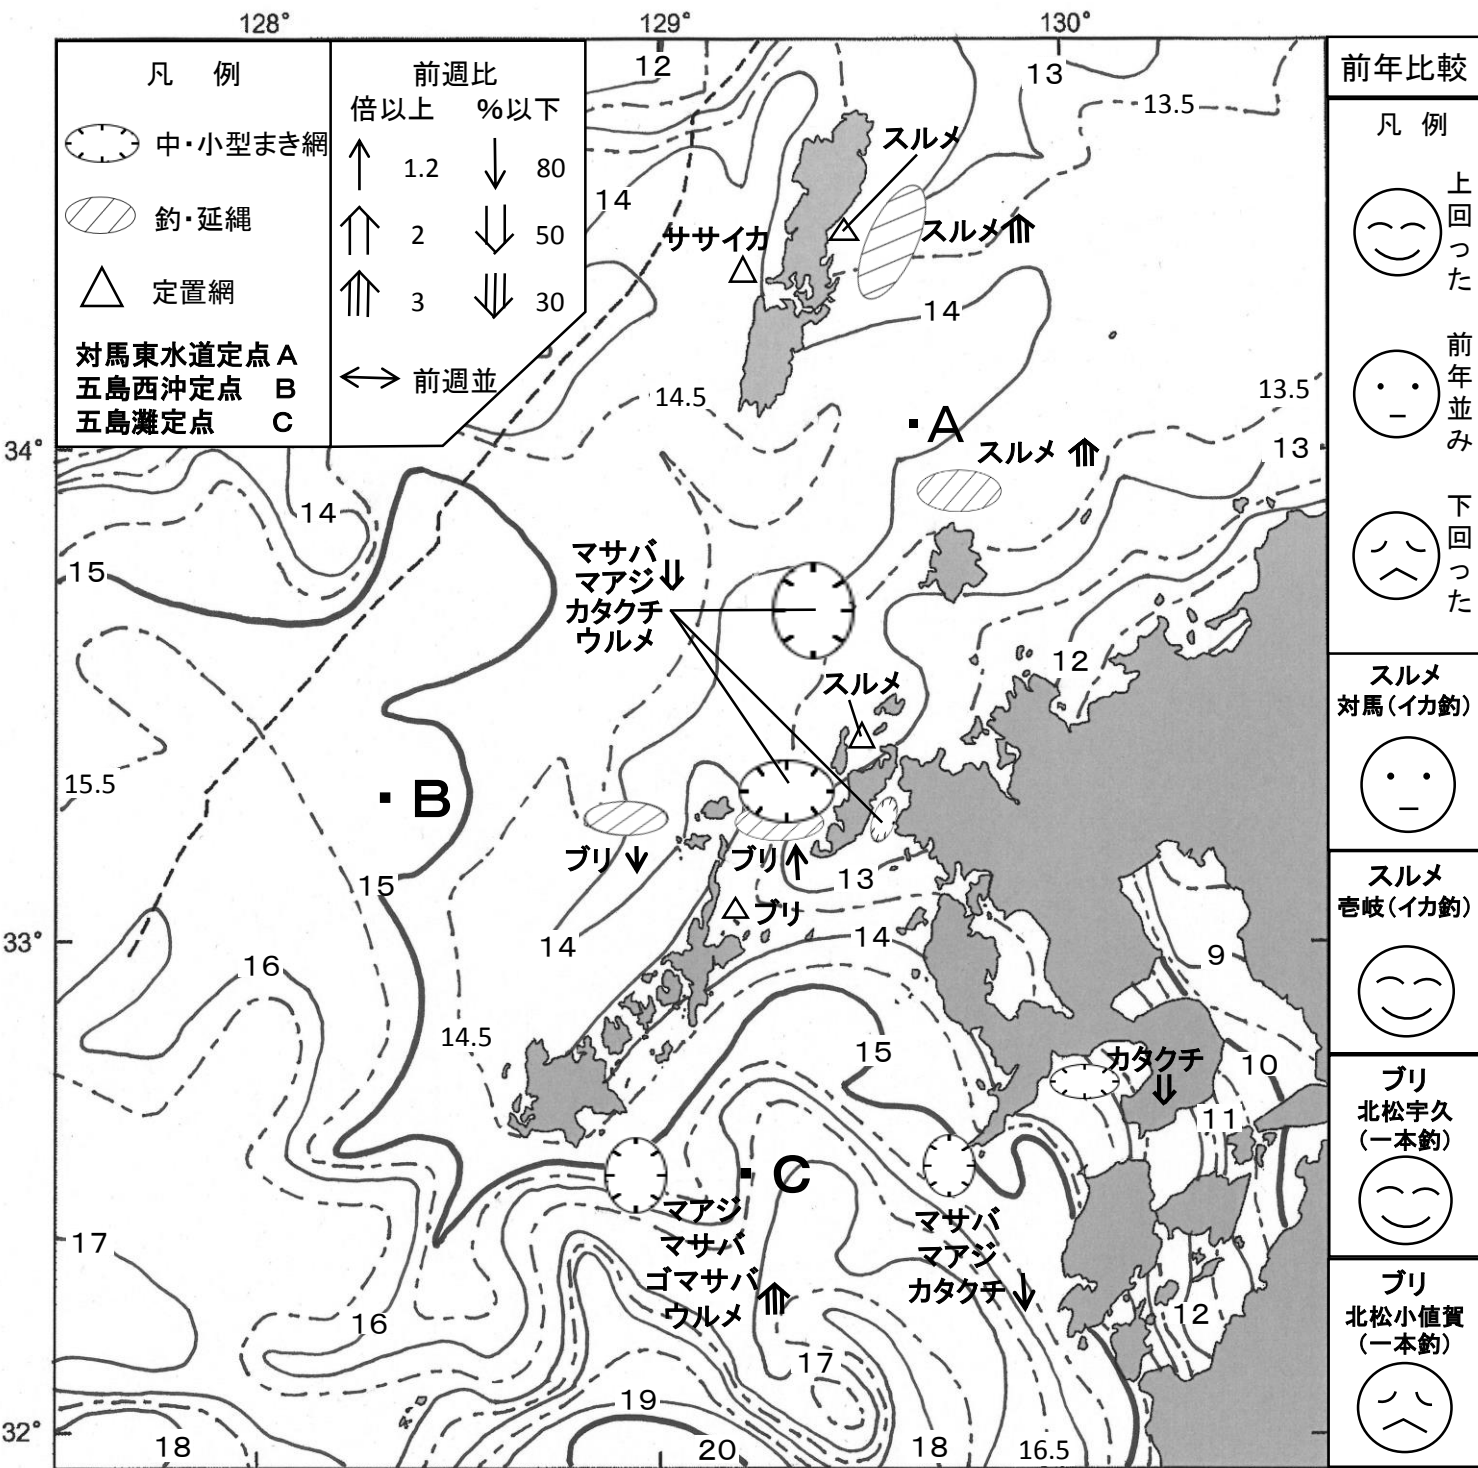 128°
129°
130°
凡 例
中・小型まき網
釣・延縄
定置網
対馬東水道定点 A
五島西沖定点 B
五島灘定点 C
前週比
倍以上 %以下
1.2 80
2 50
3 30
前週並
12
13
13.5
スルメ
14
ササイカ
スルメ
14
14.5
13.5
A
34°
スルメ
13
14
マサバ
マアジ
カタクチ
ウルメ
15
12
スルメ
15.5
B
ブリ
ブリ
13
15
ブリ
14
14
33°
9
16
14.5
15
カタクチ
10
11
C
マアジ
マサバ
ゴマサバ
ウルメ
マサバ
マアジ
カタクチ
17
16
12
17
19
32°
18
20
18
16.5
前年比較
凡 例
上回った
前年並み
下回った
スルメ
対馬(イカ釣)
スルメ
壱岐(イカ釣)
ブリ
北松宇久
(一本釣)
ブリ
北松小値賀
(一本釣)